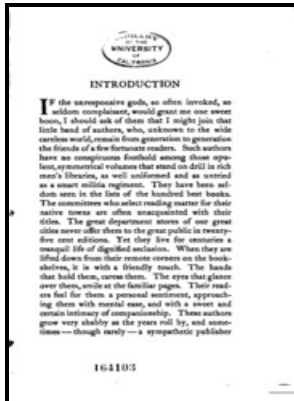 LIBRARY
OF THE
UNIVERSITY
OF
CALIFORNIA
INTRODUCTION
IF the unresponsive gods, so often invoked, so
seldom complaisant, would grant me one sweet
boon, I should ask of them that I might join that
little band of authors, who, unknown to the wide
careless world, remain from generation to generation
the friends of a few fortunate readers. Such authors
have no conspicuous foothold among those opu-
lent, symmetrical volumes that stand on drill in rich
men's libraries, as well uniformed and as untried
as a smart militia regiment. They have been sel-
dom seen in the lists of the hundred best books.
The committees who select reading matter for their
native towns are often unacquainted with their
titles. The great department stores of our great
cities never offer them to the great public in twenty-
five cent editions. Yet they live for centuries a
tranquil life of dignified seclusion. When they are
lifted down from their remote corners on the book-
shelves, it is with a friendly touch. The hands
that hold them, caress them. The eyes that glance
over them, smile at the familiar pages. Their read-
ers feel for them a personal sentiment, approach-
ing them with mental ease, and with a sweet and
certain intimacy of companionship. These authors
grow very shabby as the years roll by, and some-
times — though rarely — a sympathetic publisher
164103